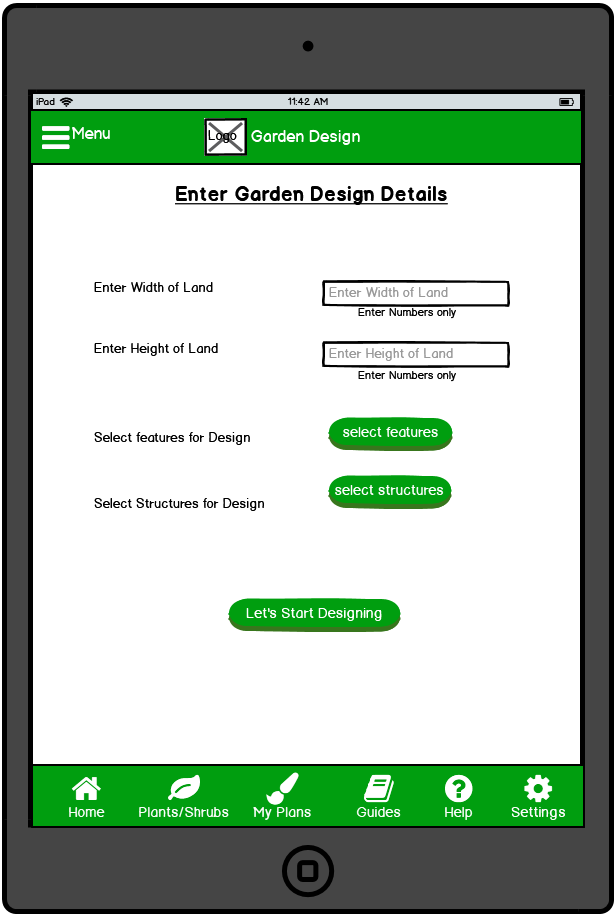 iPad
11:42 AM
Menu
Logo
Garden Design
Enter Garden Design Details
Enter Width of Land
Enter Width of Land
Enter Numbers only
Enter Height of Land
Enter Height of Land
Enter Numbers only
Select features for Design
select features
Select Structures for Design
select structures
Let's Start Designing
Home
Plants/Shrubs
My Plans
Guides
Help
Settings